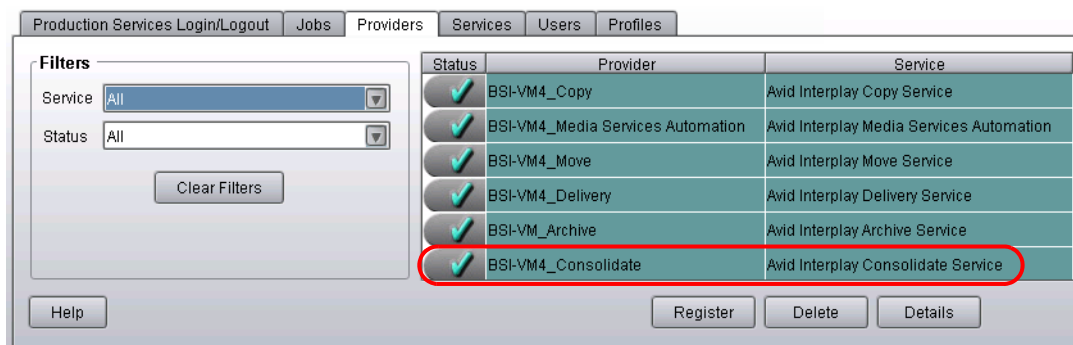 Production Services Login/Logout Jobs Providers Services Users Profiles
Filters
Service All
Status All
Clear Filters
Status Provider Service
BSI-VM4_Copy Avid Interplay Copy Service
BSI-VM4_Media Services Automation Avid Interplay Media Services Automation
BSI-VM4_Move Avid Interplay Move Service
BSI-VM4_Delivery Avid Interplay Delivery Service
BSI-VM_Archive Avid Interplay Archive Service
BSI-VM4_Consolidate Avid Interplay Consolidate Service
Help Register Delete Details